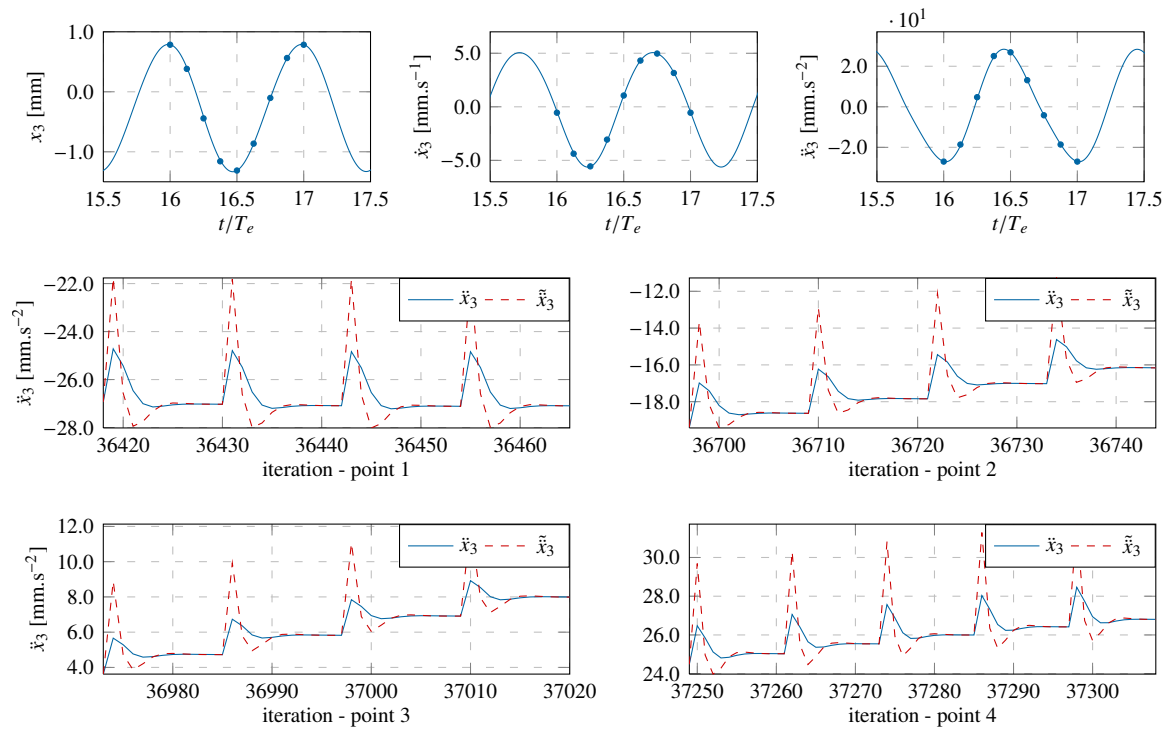 · 10¹
1.0
0.0
−1.0
x₃ [mm]
15.5 16 16.5 17 17.5
t/Tₑ
5.0
0.0
−5.0
ẋ₃ [mm.s⁻¹]
15.5 16 16.5 17 17.5
t/Tₑ
2.0
0.0
−2.0
ẍ₃ [mm.s⁻²]
15.5 16 16.5 17 17.5
t/Tₑ
−22.0
−24.0
−26.0
−28.0
ẍ₃ [mm.s⁻²]
ẍ₃ ẍ̃₃
36420 36430 36440 36450 36460
iteration - point 1
−12.0
−14.0
−16.0
−18.0
ẍ₃ ẍ̃₃
36700 36710 36720 36730 36740
iteration - point 2
12.0
10.0
8.0
6.0
4.0
ẍ₃ [mm.s⁻²]
ẍ₃ ẍ̃₃
36980 36990 37000 37010 37020
iteration - point 3
30.0
28.0
26.0
24.0
ẍ₃ ẍ̃₃
37250 37260 37270 37280 37290 37300
iteration - point 4